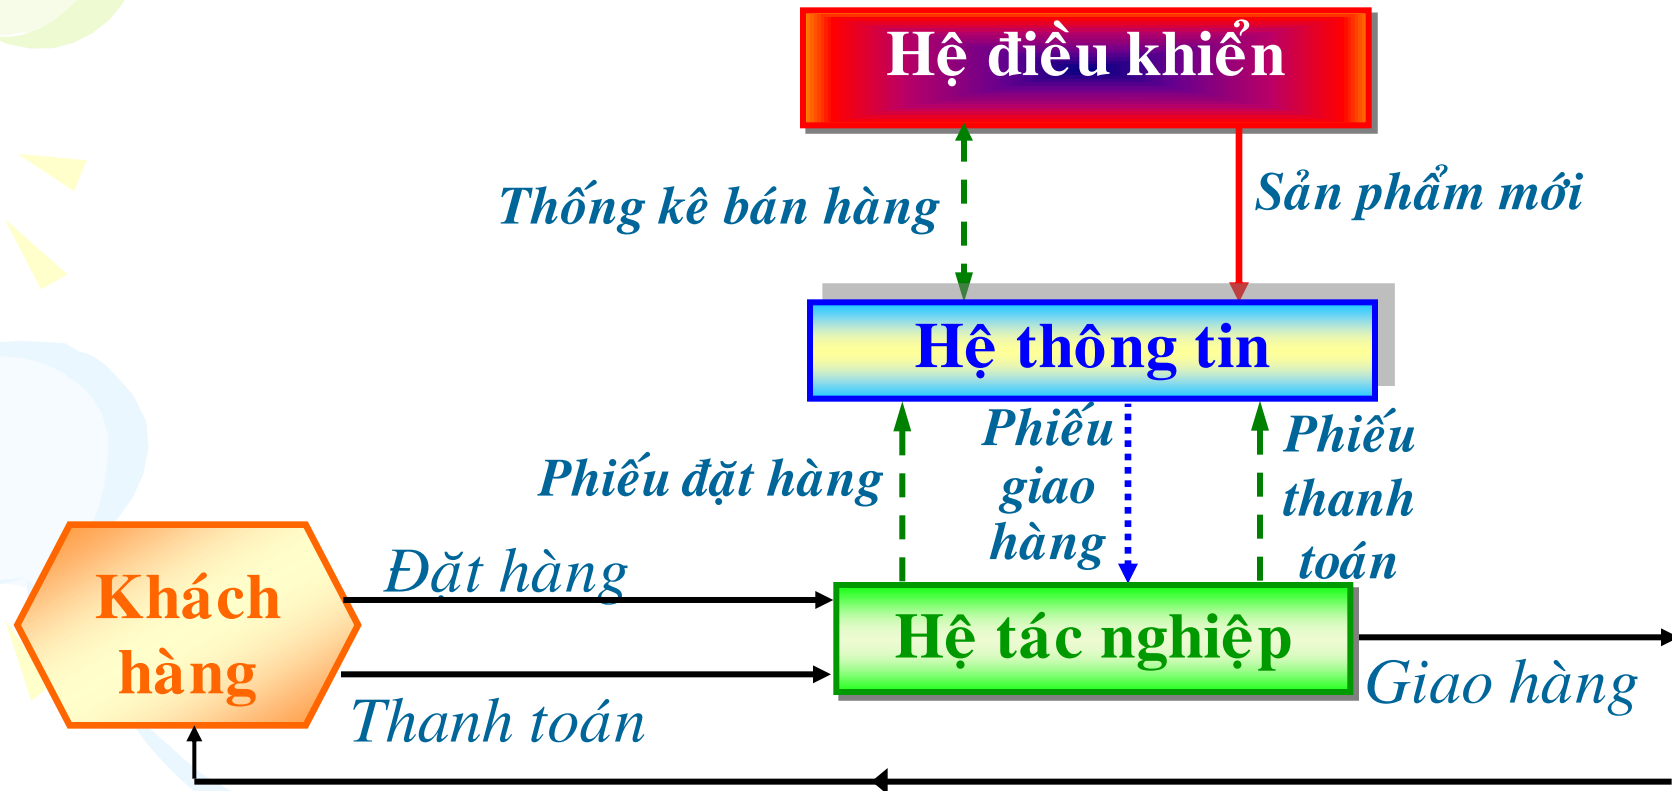 Hệ điều khiển
Thống kê bán hàng
Sản phẩm mới
Hệ thông tin
Phiếu đặt hàng
Phiếu
giao
hàng
Phiếu
thanh
toán
Khách
hàng
Đặt hàng
Thanh toán
Hệ tác nghiệp
Giao hàng